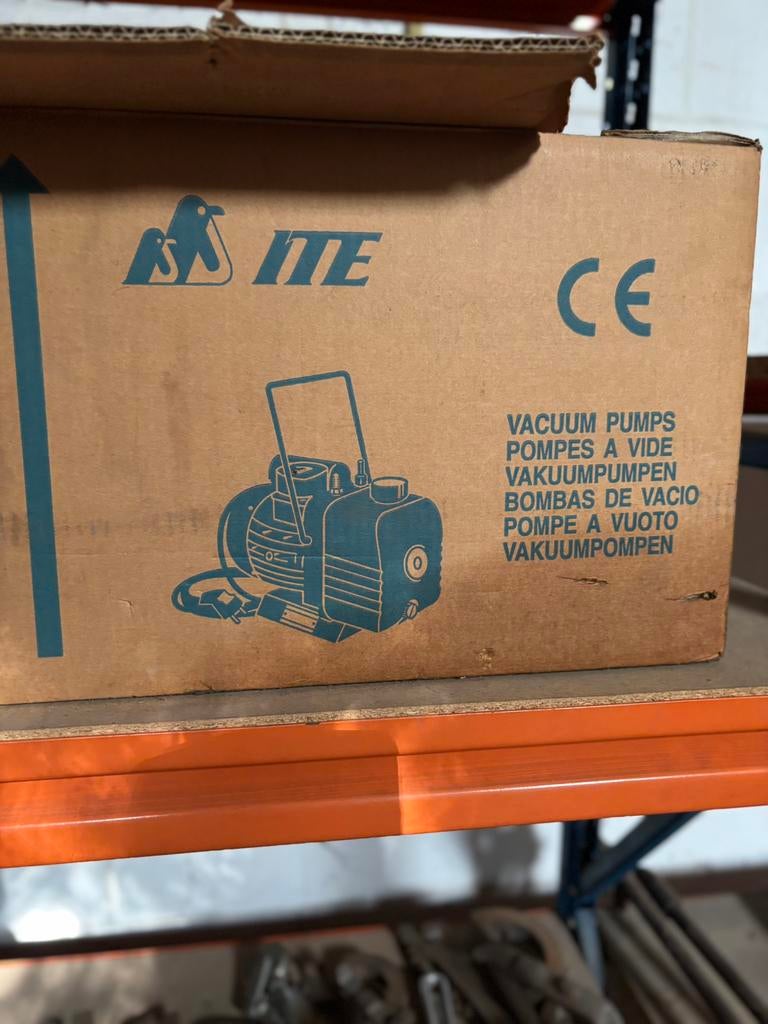 ITE
CE
VACUUM PUMPS
POMPES A VIDE
VAKUUMPUMPEN
BOMBAS DE VACIO
POMPE A VUOTO
VAKUUMPOMPEN